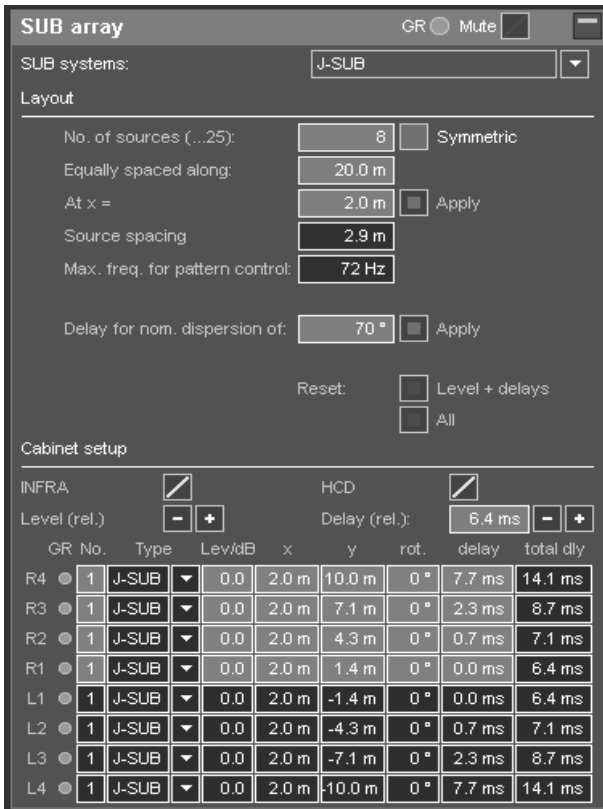 SUB array GR Mute
SUB systems: J-SUB
Layout
No. of sources (...25): 8 Symmetric
Equally spaced along: 20.0 m
At x = 2.0 m Apply
Source spacing 2.9 m
Max. freq. for pattern control: 72 Hz
Delay for nom. dispersion of: 70 ° Apply
Reset: Level + delays
All
Cabinet setup
INFRA HCD
Level (rel.) - + Delay (rel.): 6.4 ms - +
GR No. Type Lev/dB x y rot. delay total dly
R4 1 J-SUB 0.0 2.0 m 10.0 m 0 ° 7.7 ms 14.1 ms
R3 1 J-SUB 0.0 2.0 m 7.1 m 0 ° 2.3 ms 8.7 ms
R2 1 J-SUB 0.0 2.0 m 4.3 m 0 ° 0.7 ms 7.1 ms
R1 1 J-SUB 0.0 2.0 m 1.4 m 0 ° 0.0 ms 6.4 ms
L1 1 J-SUB 0.0 2.0 m -1.4 m 0 ° 0.0 ms 6.4 ms
L2 1 J-SUB 0.0 2.0 m -4.3 m 0 ° 0.7 ms 7.1 ms
L3 1 J-SUB 0.0 2.0 m -7.1 m 0 ° 2.3 ms 8.7 ms
L4 1 J-SUB 0.0 2.0 m -10.0 m 0 ° 7.7 ms 14.1 ms